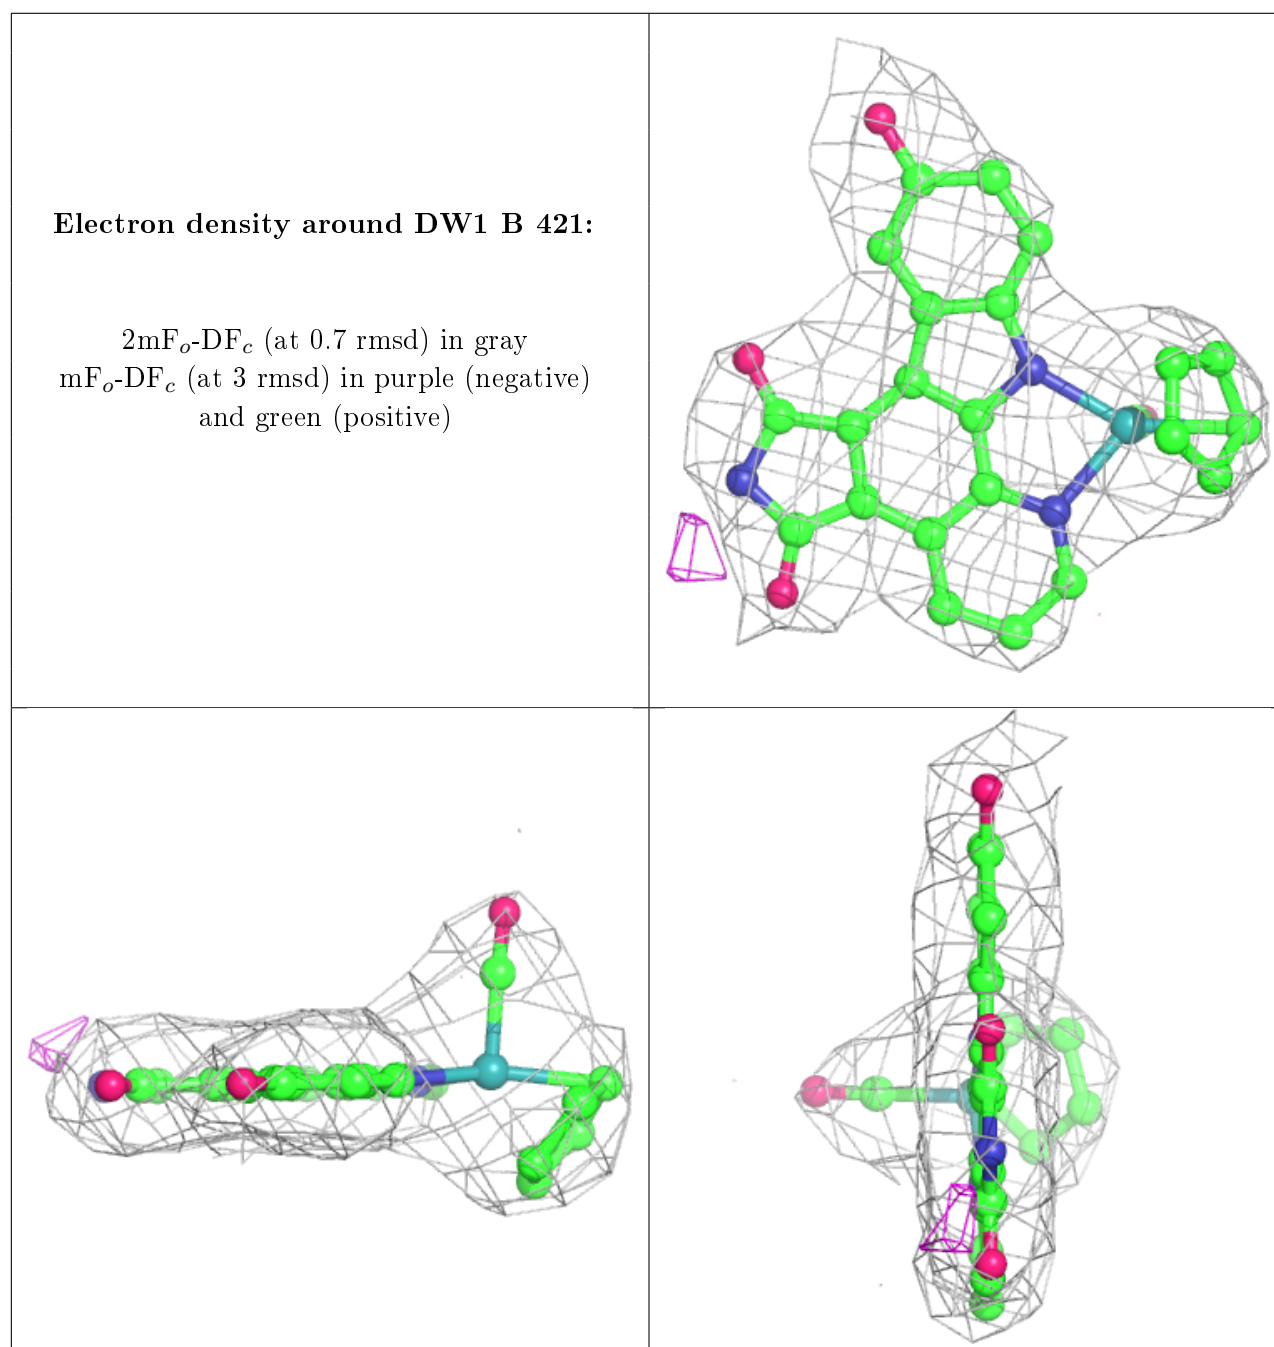 Electron density around DW1 B 421:
2mFo-DFc (at 0.7 rmsd) in gray
mFo-DFc (at 3 rmsd) in purple (negative)
and green (positive)